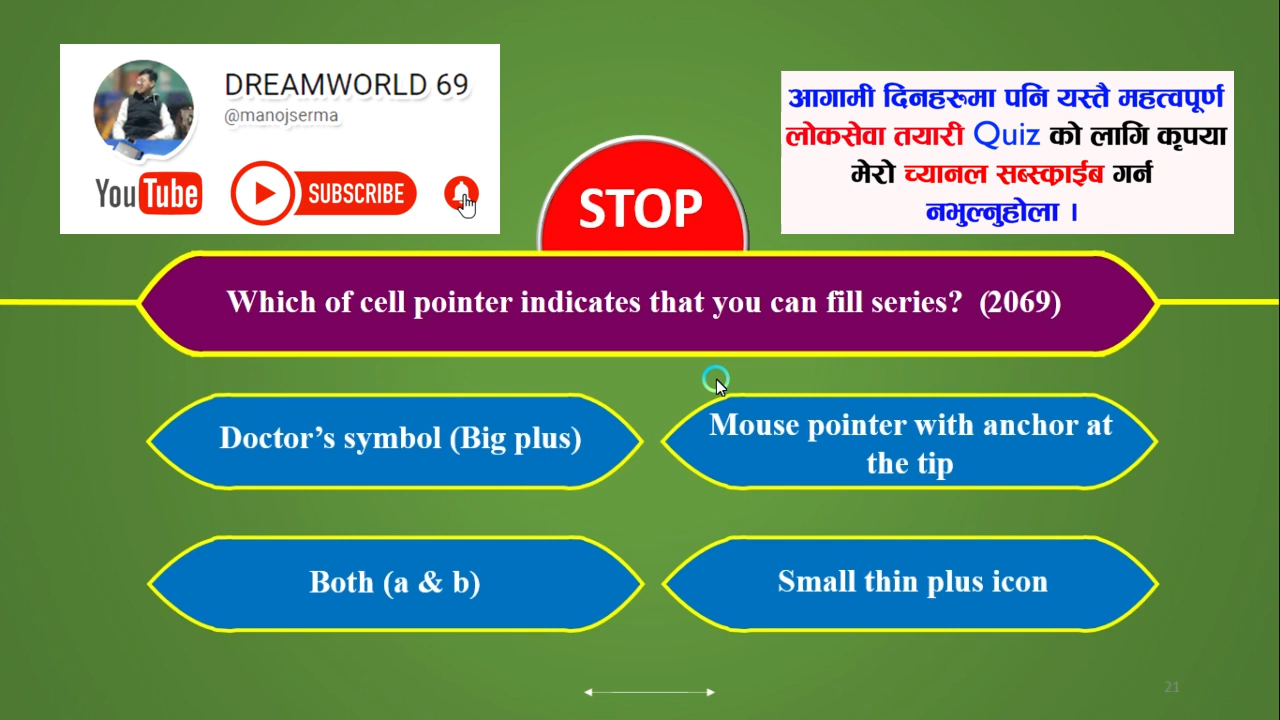 DREAMWORLD 69
@manojserma
YouTube
SUBSCRIBE
आगामी दिनहरुमा पनि यस्तै महत्वपूर्ण
लोकसेवा तयारी Quiz को लागि कृपया
मेरो च्यानल सब्स्क्राईब गर्न
नभुल्नुहोला ।
STOP
Which of cell pointer indicates that you can fill series? (2069)
Doctor’s symbol (Big plus)
Mouse pointer with anchor at
the tip
Both (a & b)
Small thin plus icon
21